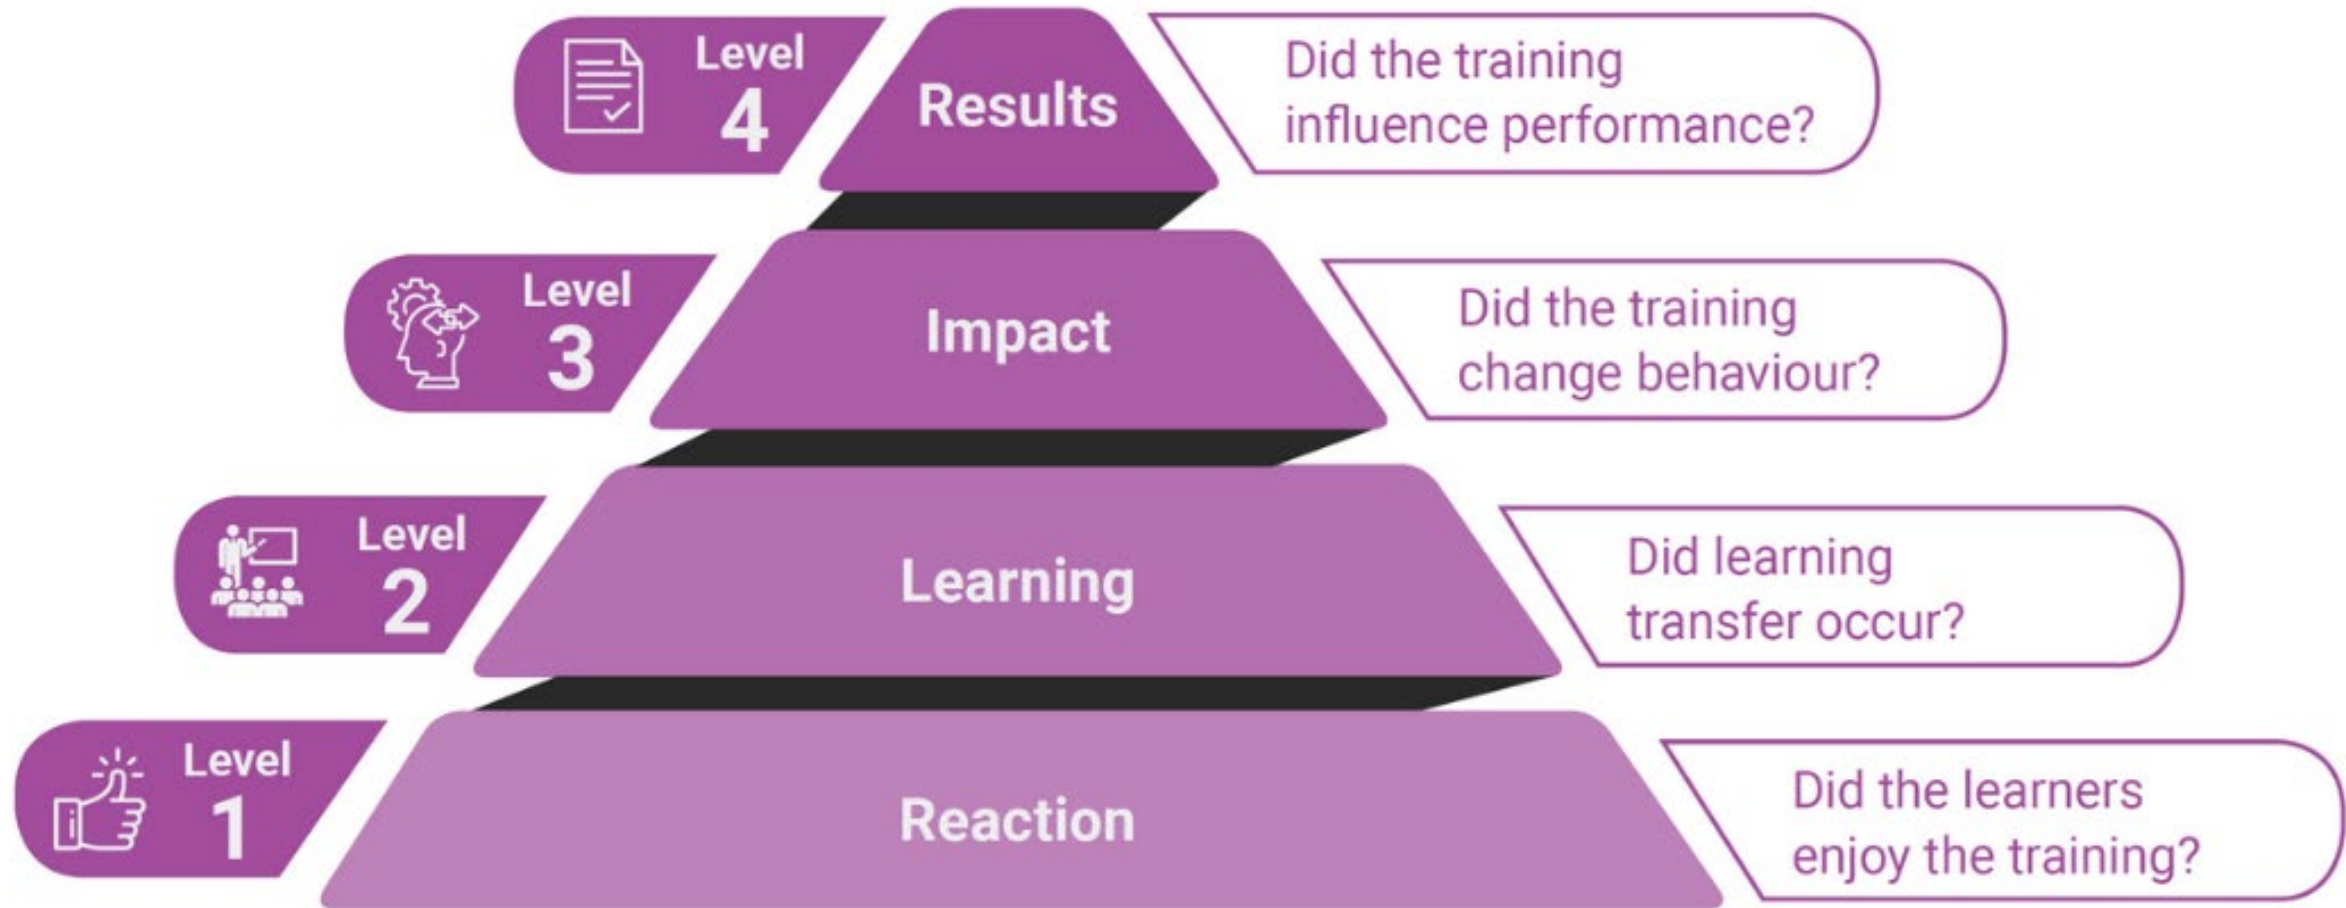 Level
4
Results
Did the training
influence performance?
Level
3
Impact
Did the training
change behaviour?
Level
2
Learning
Did learning
transfer occur?
Level
1
Reaction
Did the learners
enjoy the training?